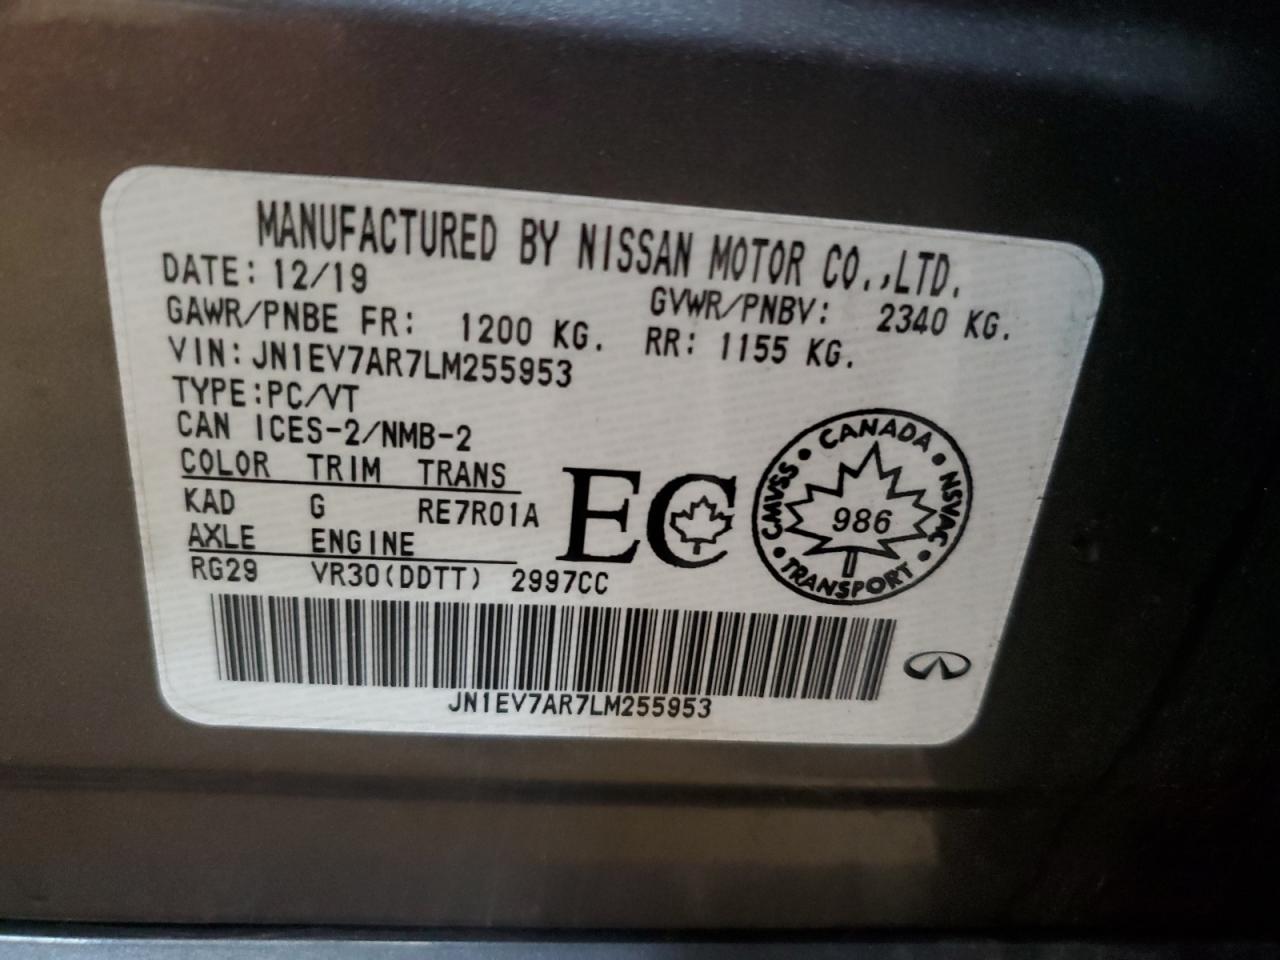 MANUFACTURED BY NISSAN MOTOR CO.,LTD.
DATE: 12/19 GVWR/PNBV: 2340 KG.
GAWR/PNBE FR: 1200 KG. RR: 1155 KG.
VIN: JN1EV7AR7LM255953
TYPE:PC/VT
CAN ICES-2/NMB-2
COLOR TRIM TRANS
KAD G RE7R01A
AXLE ENGINE
RG29 VR30(DDTT) 2997CC
EC
CANADA
CMVSS • NSVAC
986
TRANSPORT
JN1EV7AR7LM255953